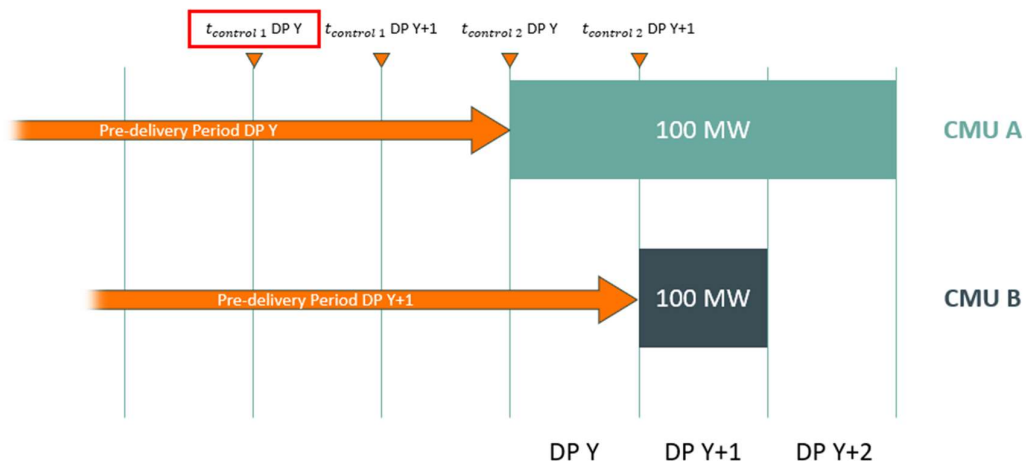 t_control 1 DP Y
t_control 1 DP Y+1
t_control 2 DP Y
t_control 2 DP Y+1
Pre-delivery Period DP Y
100 MW
CMU A
Pre-delivery Period DP Y+1
100 MW
CMU B
DP Y
DP Y+1
DP Y+2